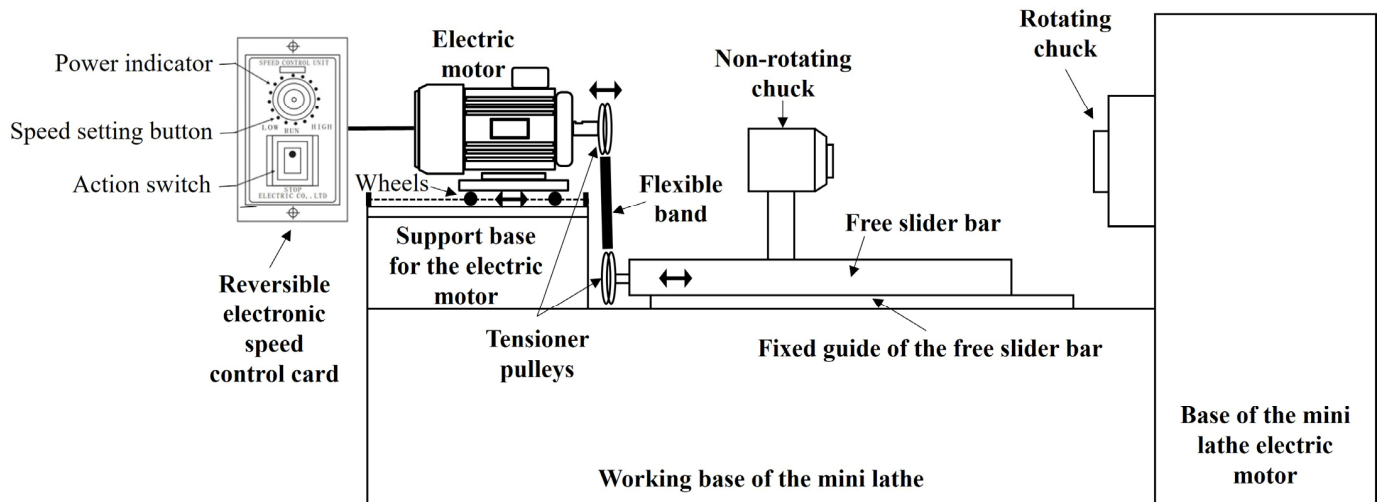 Power indicator
Speed setting button
Action switch
SPEED CONTROL UNIT
LOW RUN HIGH
STOP
ELECTRIC CO., LTD
Reversible
electronic
speed
control card
Electric
motor
Wheels
Support base
for the electric
motor
Flexible
band
Tensioner
pulleys
Non-rotating
chuck
Free slider bar
Fixed guide of the free slider bar
Rotating
chuck
Working base of the mini lathe
Base of the mini
lathe electric
motor